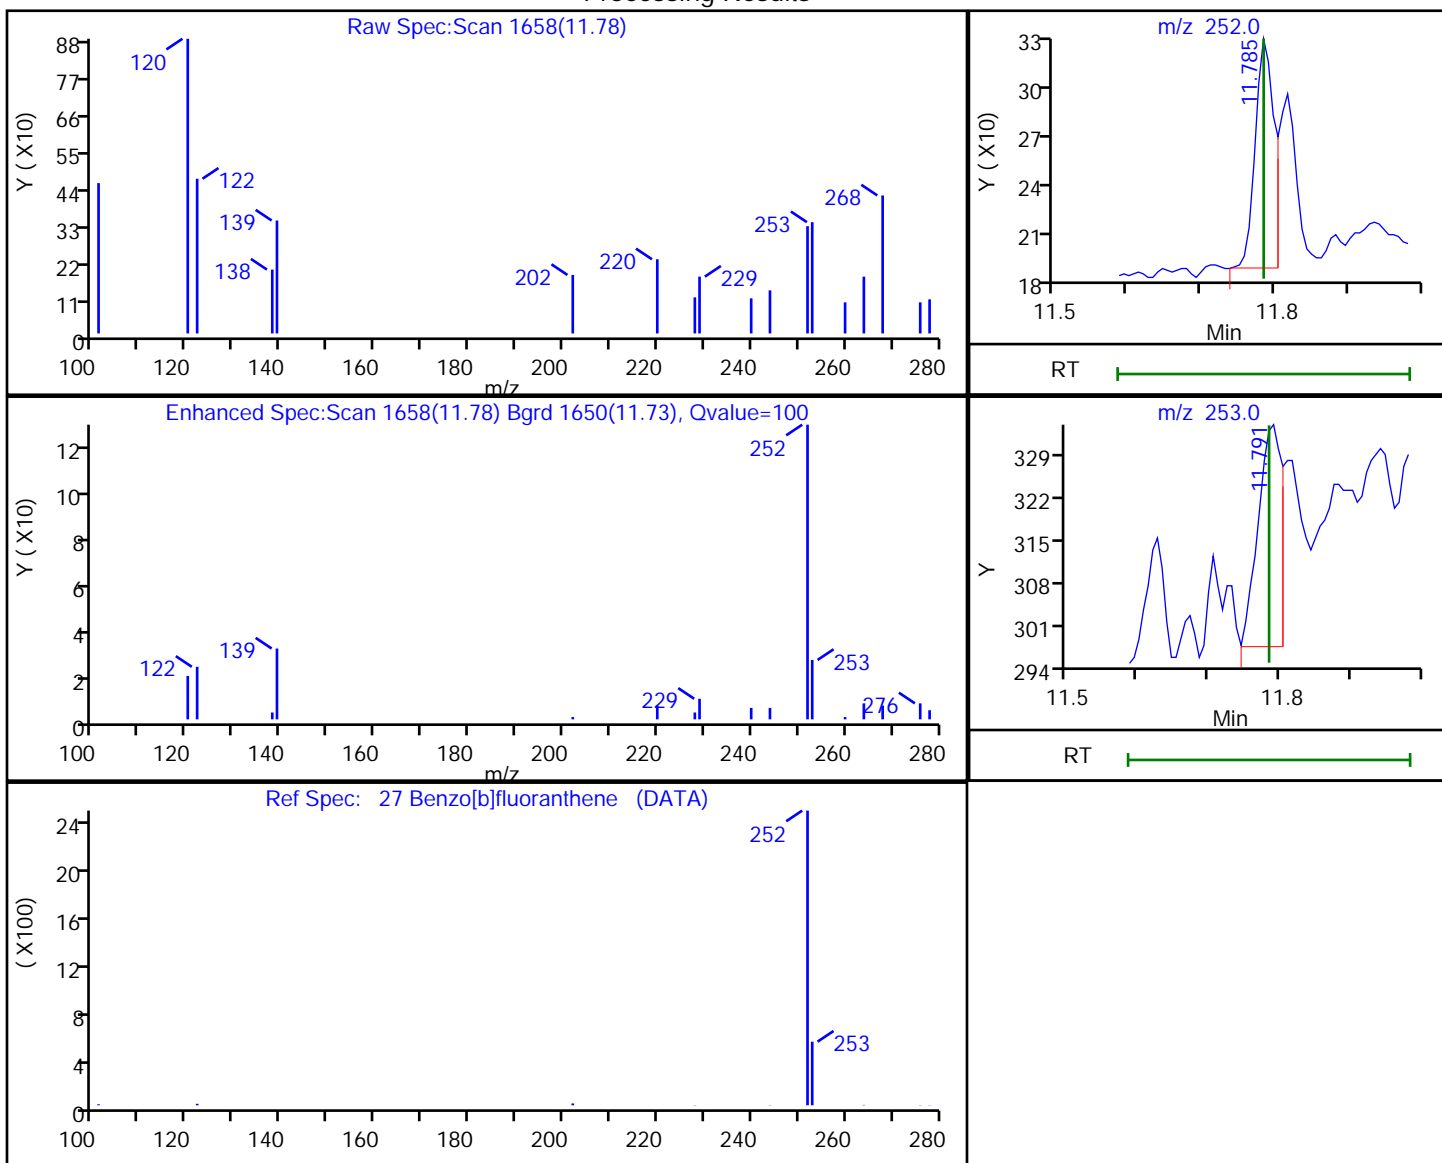 Processing Results
Raw Spec:Scan 1658(11.78)
Y ( X10)
88
77
66
55
44
33
22
11
0
120
122
139
138
202
220
229
253
268
100 120 140 160 180 200 220 240 260 280
m/z
m/z 252.0
Y ( X10)
33
30
27
24
21
18
11.785
11.5 11.8
Min
RT
Enhanced Spec:Scan 1658(11.78) Bgrd 1650(11.73), Qvalue=100
Y ( X10)
12
10
8
6
4
2
0
122
139
229
252
253
276
100 120 140 160 180 200 220 240 260 280
m/z
m/z 253.0
Y
329
322
315
308
301
294
11.791
11.5 11.8
Min
RT
Ref Spec: 27 Benzo[b]fluoranthene (DATA)
( X100)
24
20
16
12
8
4
0
252
253
100 120 140 160 180 200 220 240 260 280